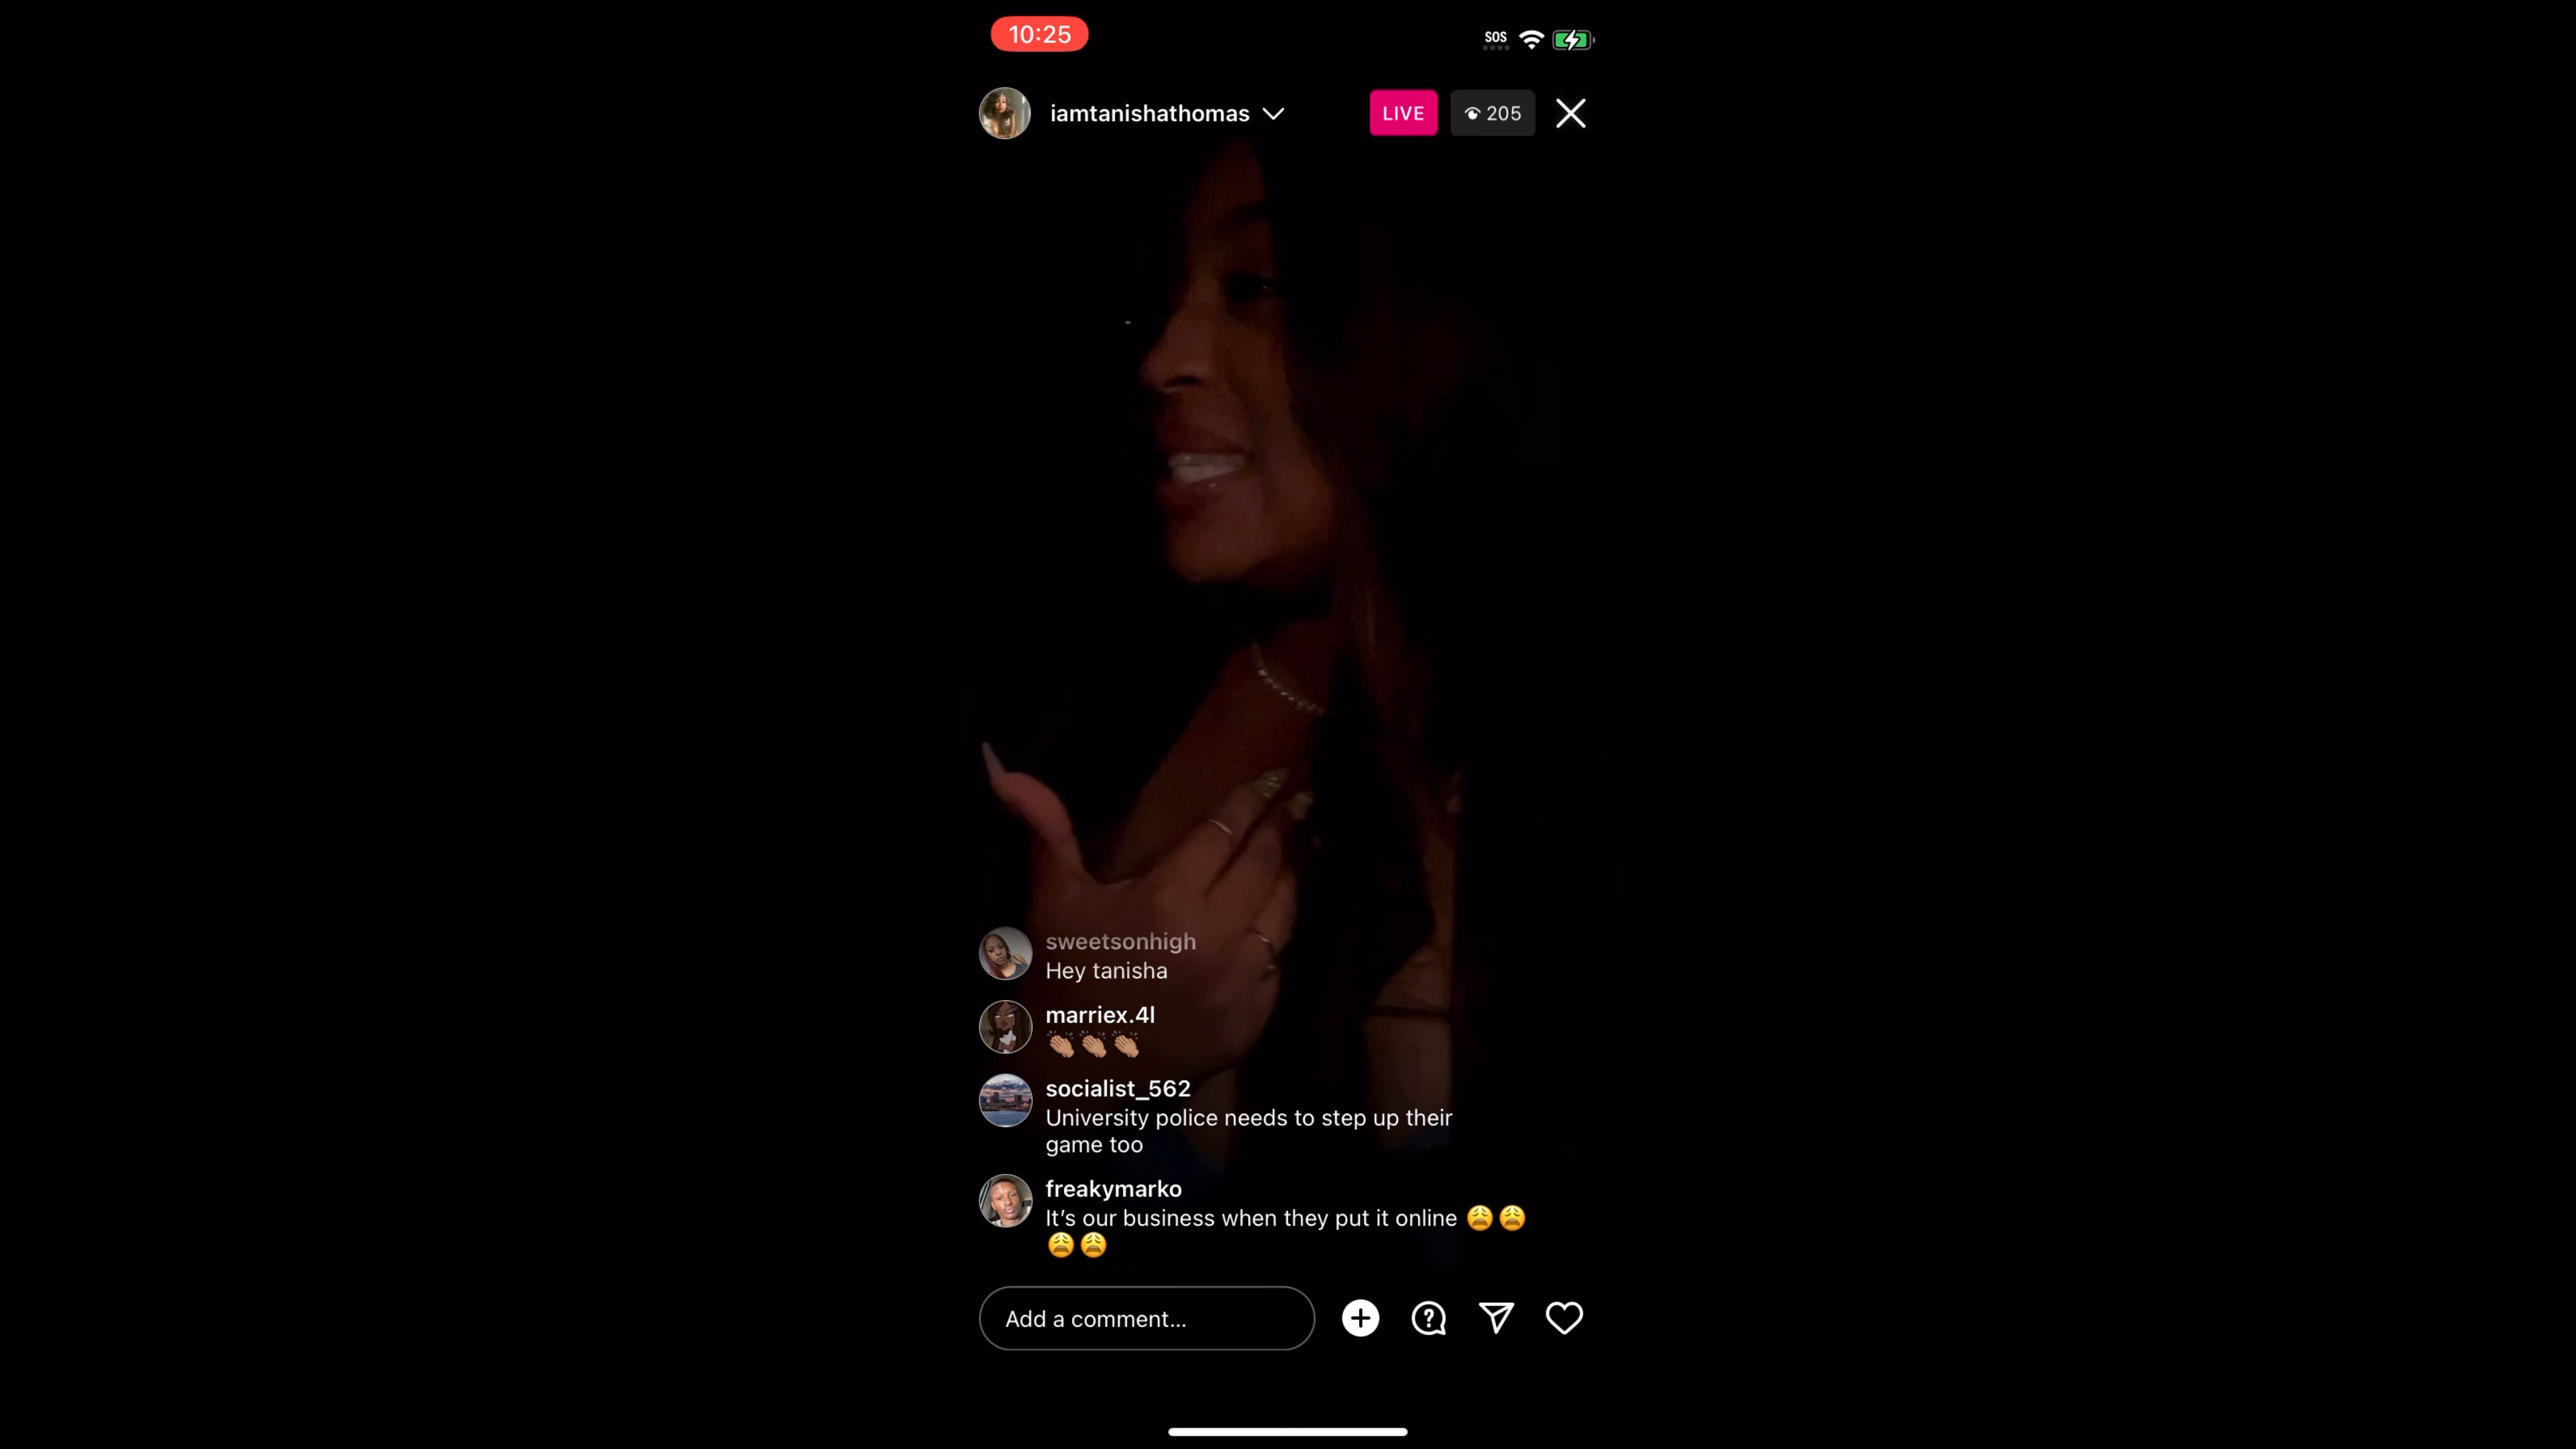 10:25
SOS
iamtanishathomas
LIVE
205
sweetsonhigh
Hey tanisha
marriex.4l
👏🏽👏🏽👏🏽
socialist_562
University police needs to step up their
game too
freakymarko
It’s our business when they put it online 😩😩
😩😩
Add a comment...